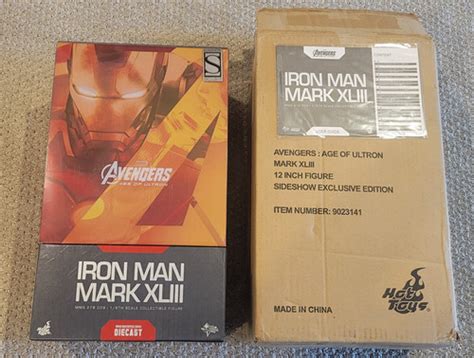 S
AVENGERS
AGE OF ULTRON
IRON MAN
MARK XLIII
DIECAST
AVENGERS
IRON MAN
MARK XLIII
AVENGERS : AGE OF ULTRON
MARK XLIII
12 INCH FIGURE
SIDESHOW EXCLUSIVE EDITION
ITEM NUMBER: 9023141
MADE IN CHINA
Hot
Toys